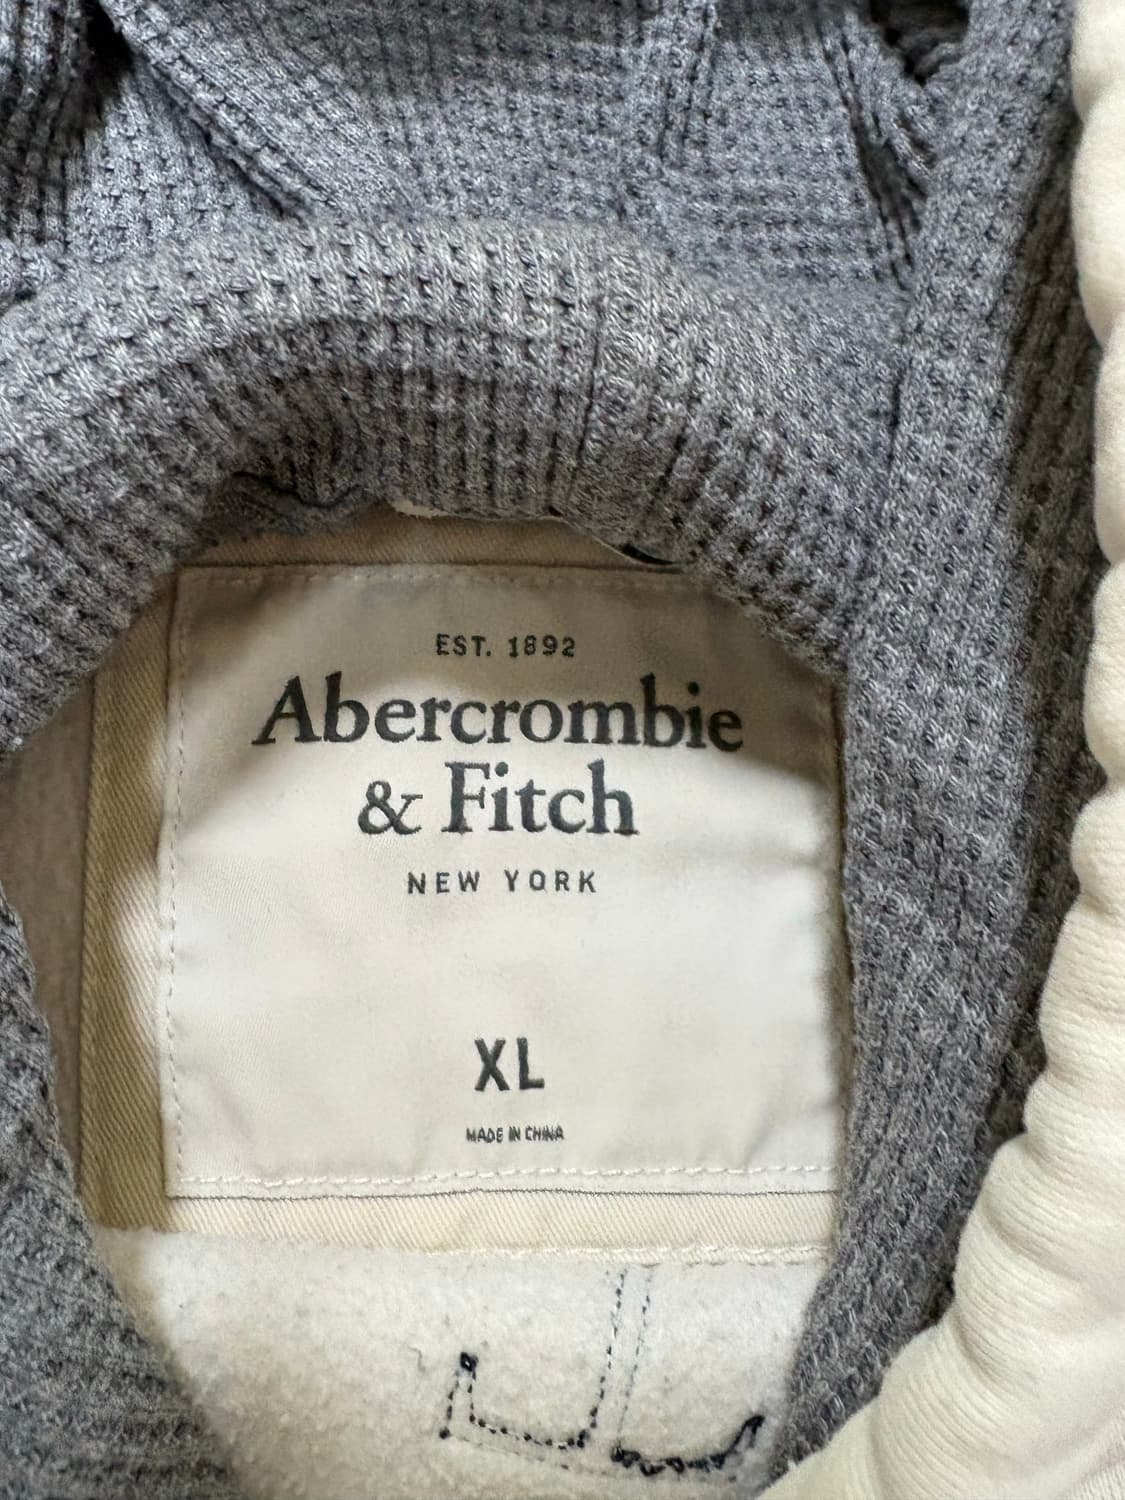 EST. 1892
Abercrombie
& Fitch
NEW YORK
XL
MADE IN CHINA